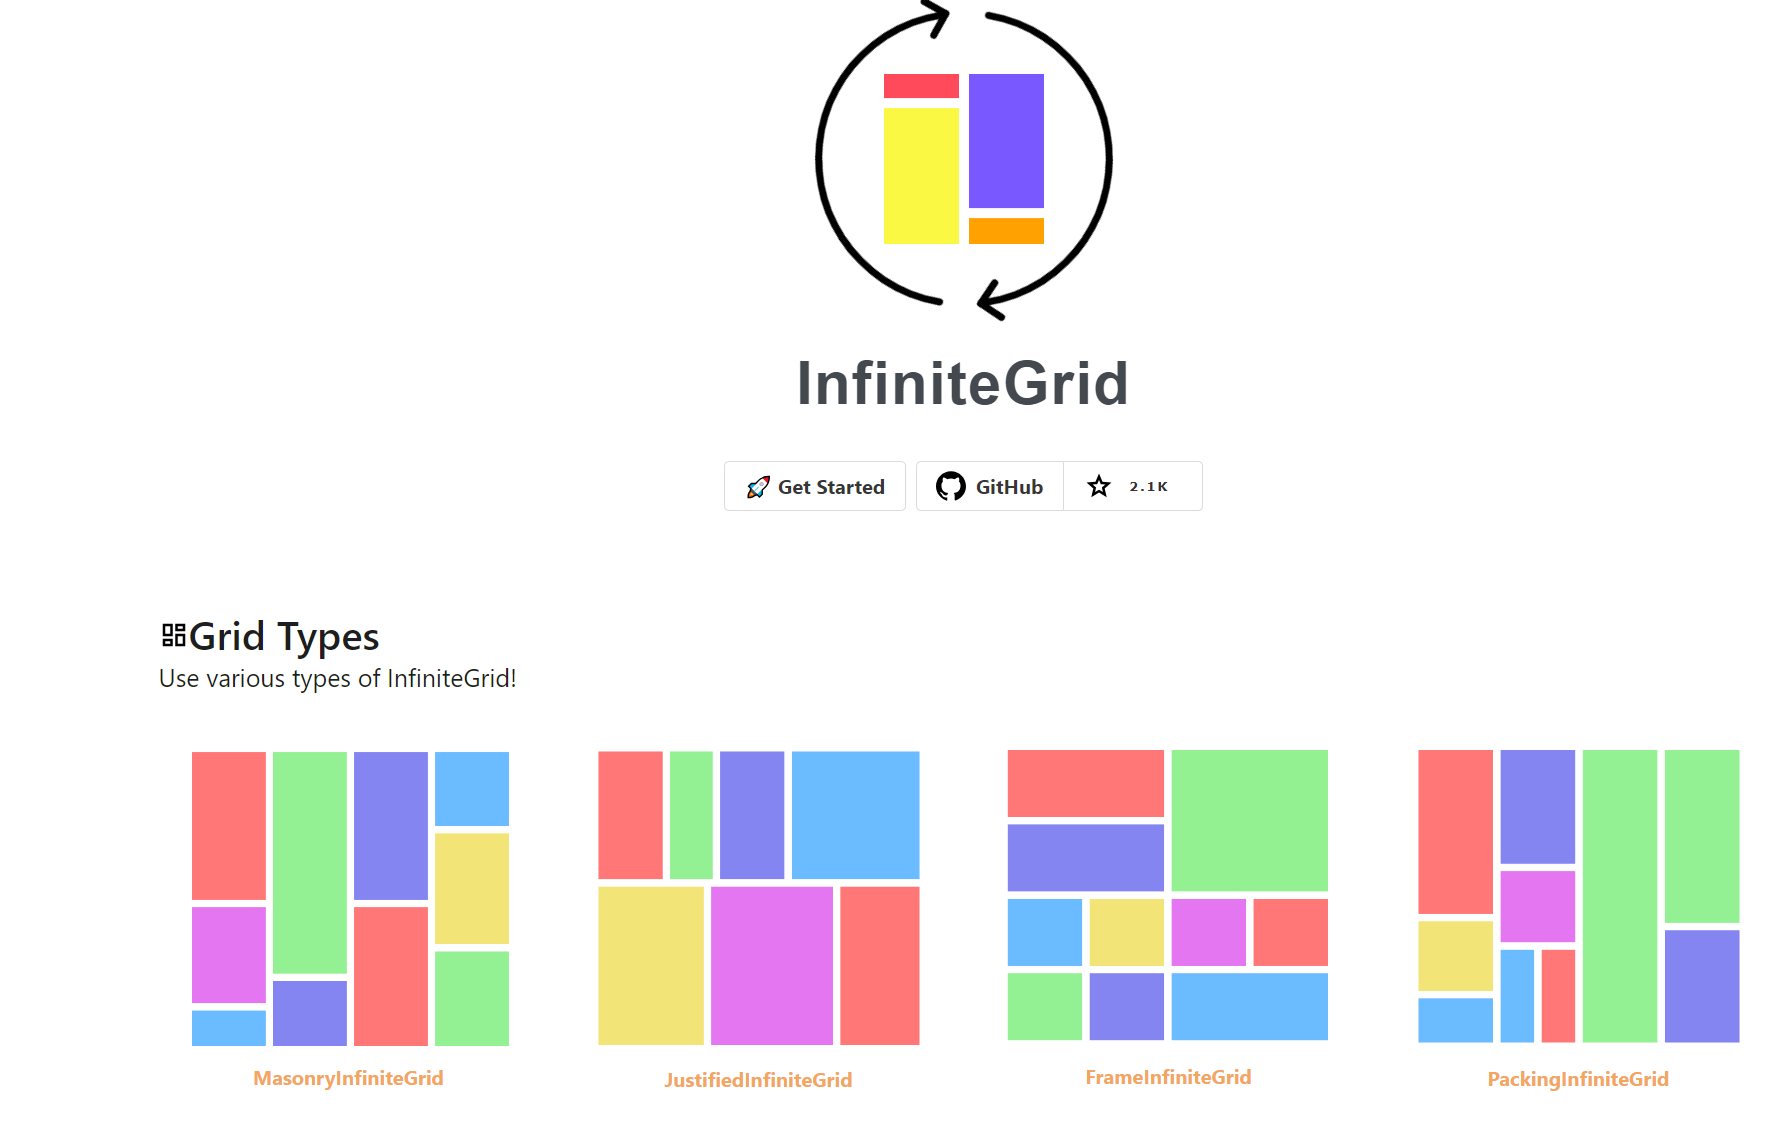 InfiniteGrid
🚀 Get Started
GitHub
2.1K
Grid Types
Use various types of InfiniteGrid!
MasonryInfiniteGrid
JustifiedInfiniteGrid
FrameInfiniteGrid
PackingInfiniteGrid